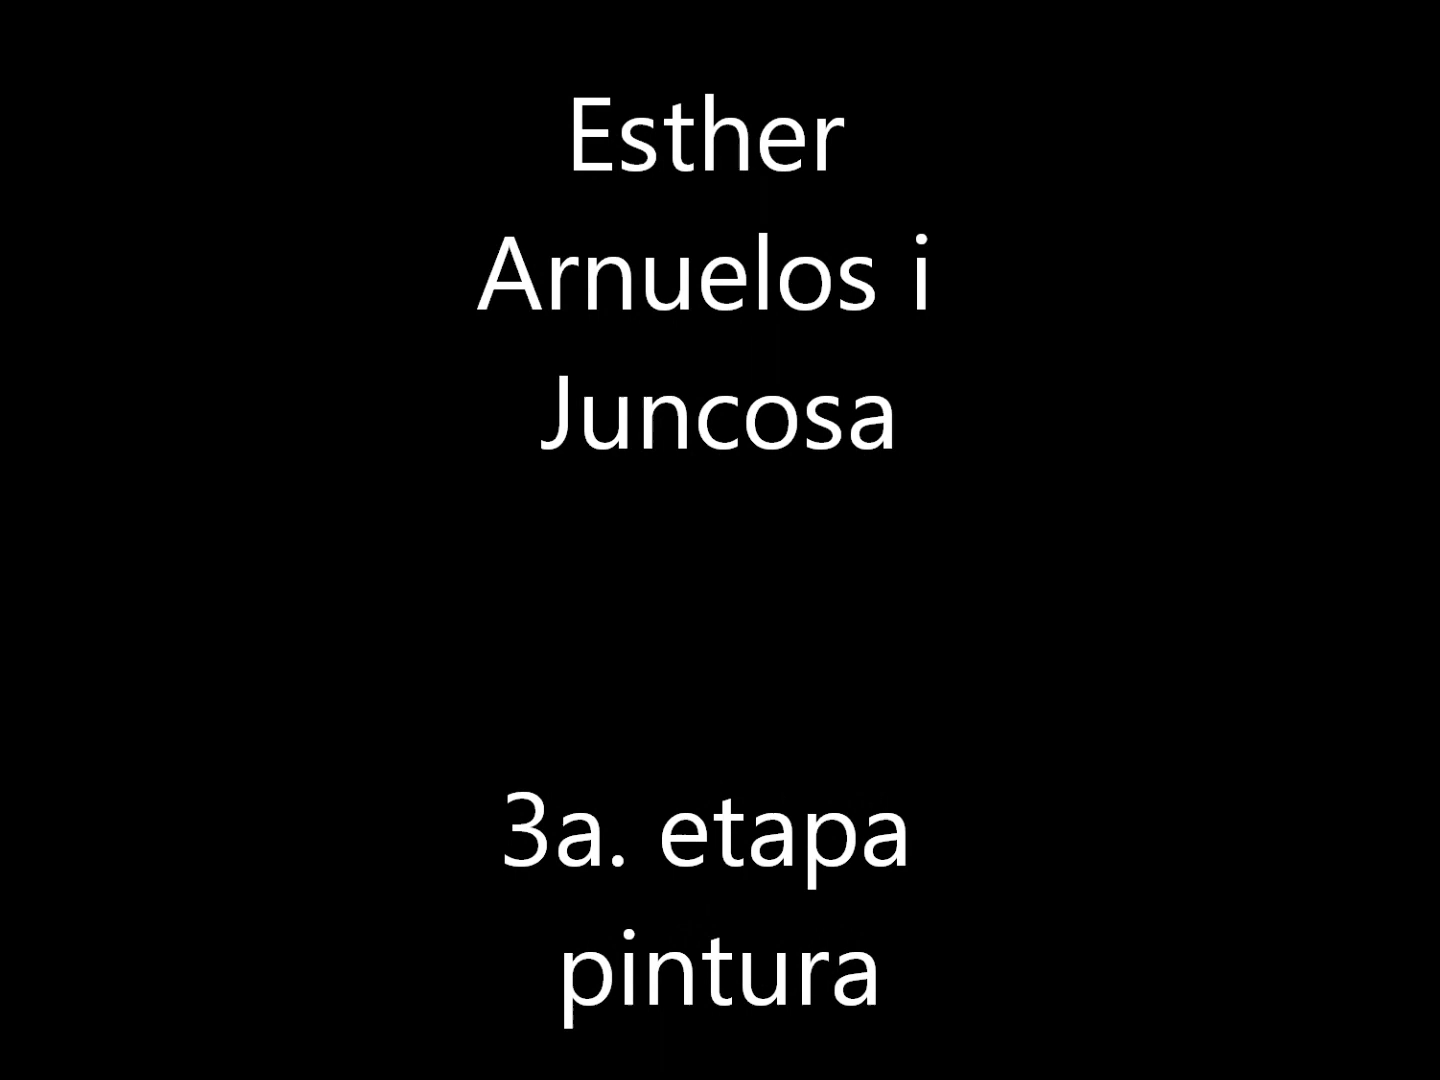 Esther
Arnuelos i
Juncosa
3a. etapa
pintura